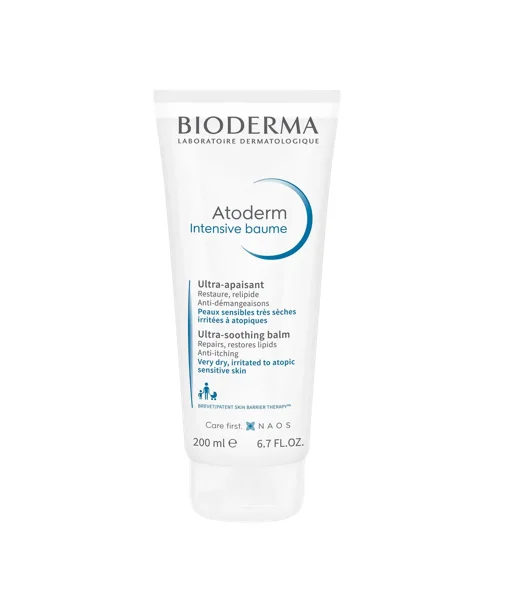 BIODERMA
LABORATOIRE DERMATOLOGIQUE
Atoderm
Intensive baume
Ultra-apaisant
Restaure, relipide
Anti-démangeaisons
Peaux sensibles très sèches
irritées à atopiques
Ultra-soothing balm
Repairs, restores lipids
Anti-itching
Very dry, irritated to atopic
sensitive skin
BREVET/PATENT SKIN BARRIER THERAPY™
Care first. NAOS
200 ml ℮ 6.7 FL.OZ.